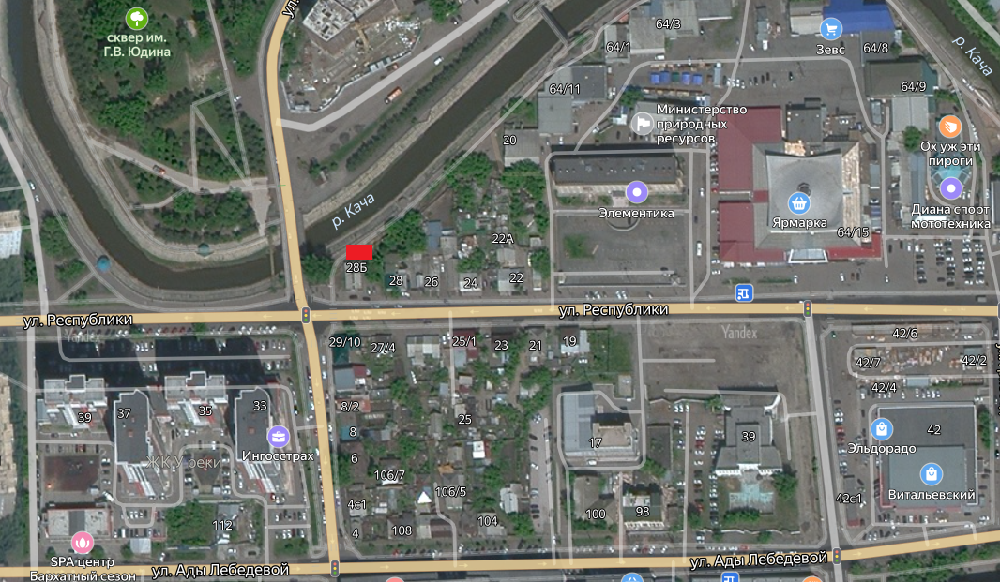 ул.
64/3
64/1
Зевс
64/8
р. Кача
сквер им.
Г.В. Юдина
64/11
64/9
Министерство
природных
ресурсов
20
Ох уж эти
пироги
р. Кача
Элементика
Ярмарка
64/15
Диана спорт
мототехника
22А
28Б
28
26
24
22
ул. Республики
ул. Республики
Yandex
Yandex
29/10
27/4
25/1
23
21
19
42/6
42/7
42/2
42/4
39
37
35
33
8/2
25
8
6
17
39
42
Ингосстрах
Эльдорадо
ЖК У реки
106/7
106/5
Витальевский
4с1
42с1
112
4
108
104
100
98
SPA центр
Бархатный сезон
ул. Ады Лебедевой
ул. Ады Лебедевой